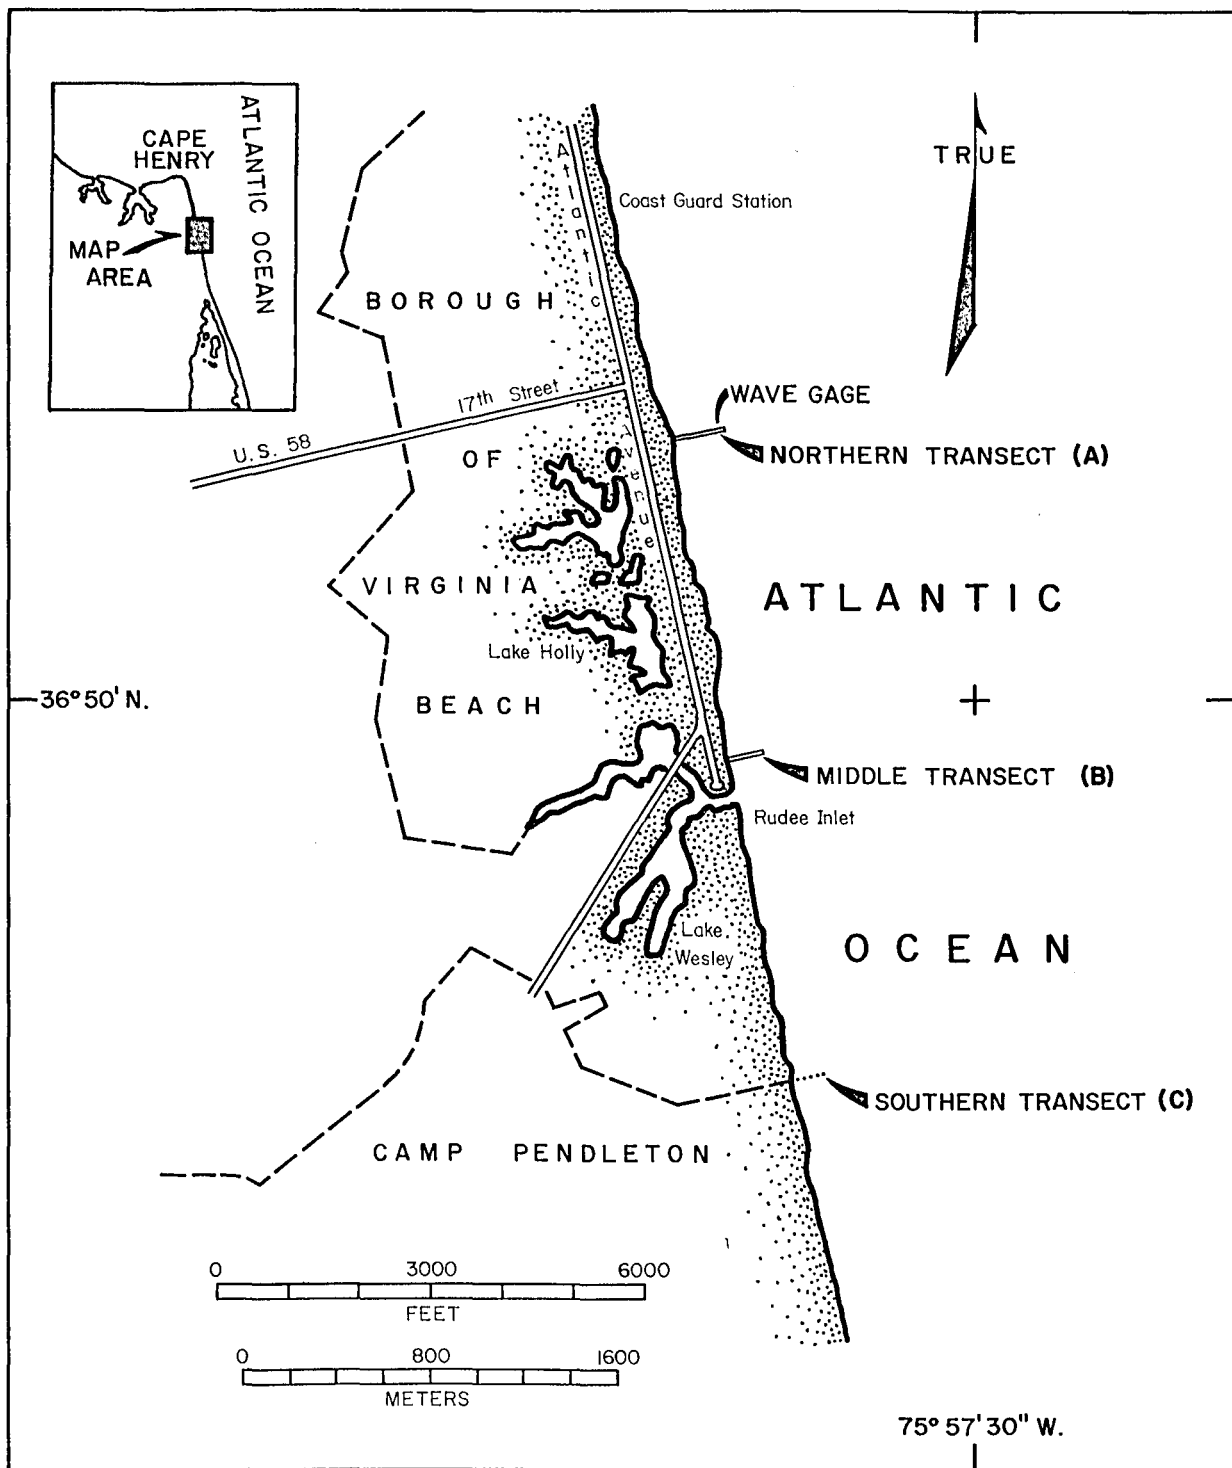 ATLANTIC OCEAN
CAPE
HENRY
MAP
AREA
TRUE
Atlantic
Avenue
Coast Guard Station
BOROUGH
17th Street
U.S. 58
WAVE GAGE
NORTHERN TRANSECT (A)
OF
VIRGINIA
ATLANTIC
Lake Holly
36° 50' N.
BEACH
MIDDLE TRANSECT (B)
Rudee Inlet
Lake
Wesley
OCEAN
SOUTHERN TRANSECT (C)
CAMP PENDLETON
0 3000 6000
FEET
0 800 1600
METERS
75° 57' 30" W.